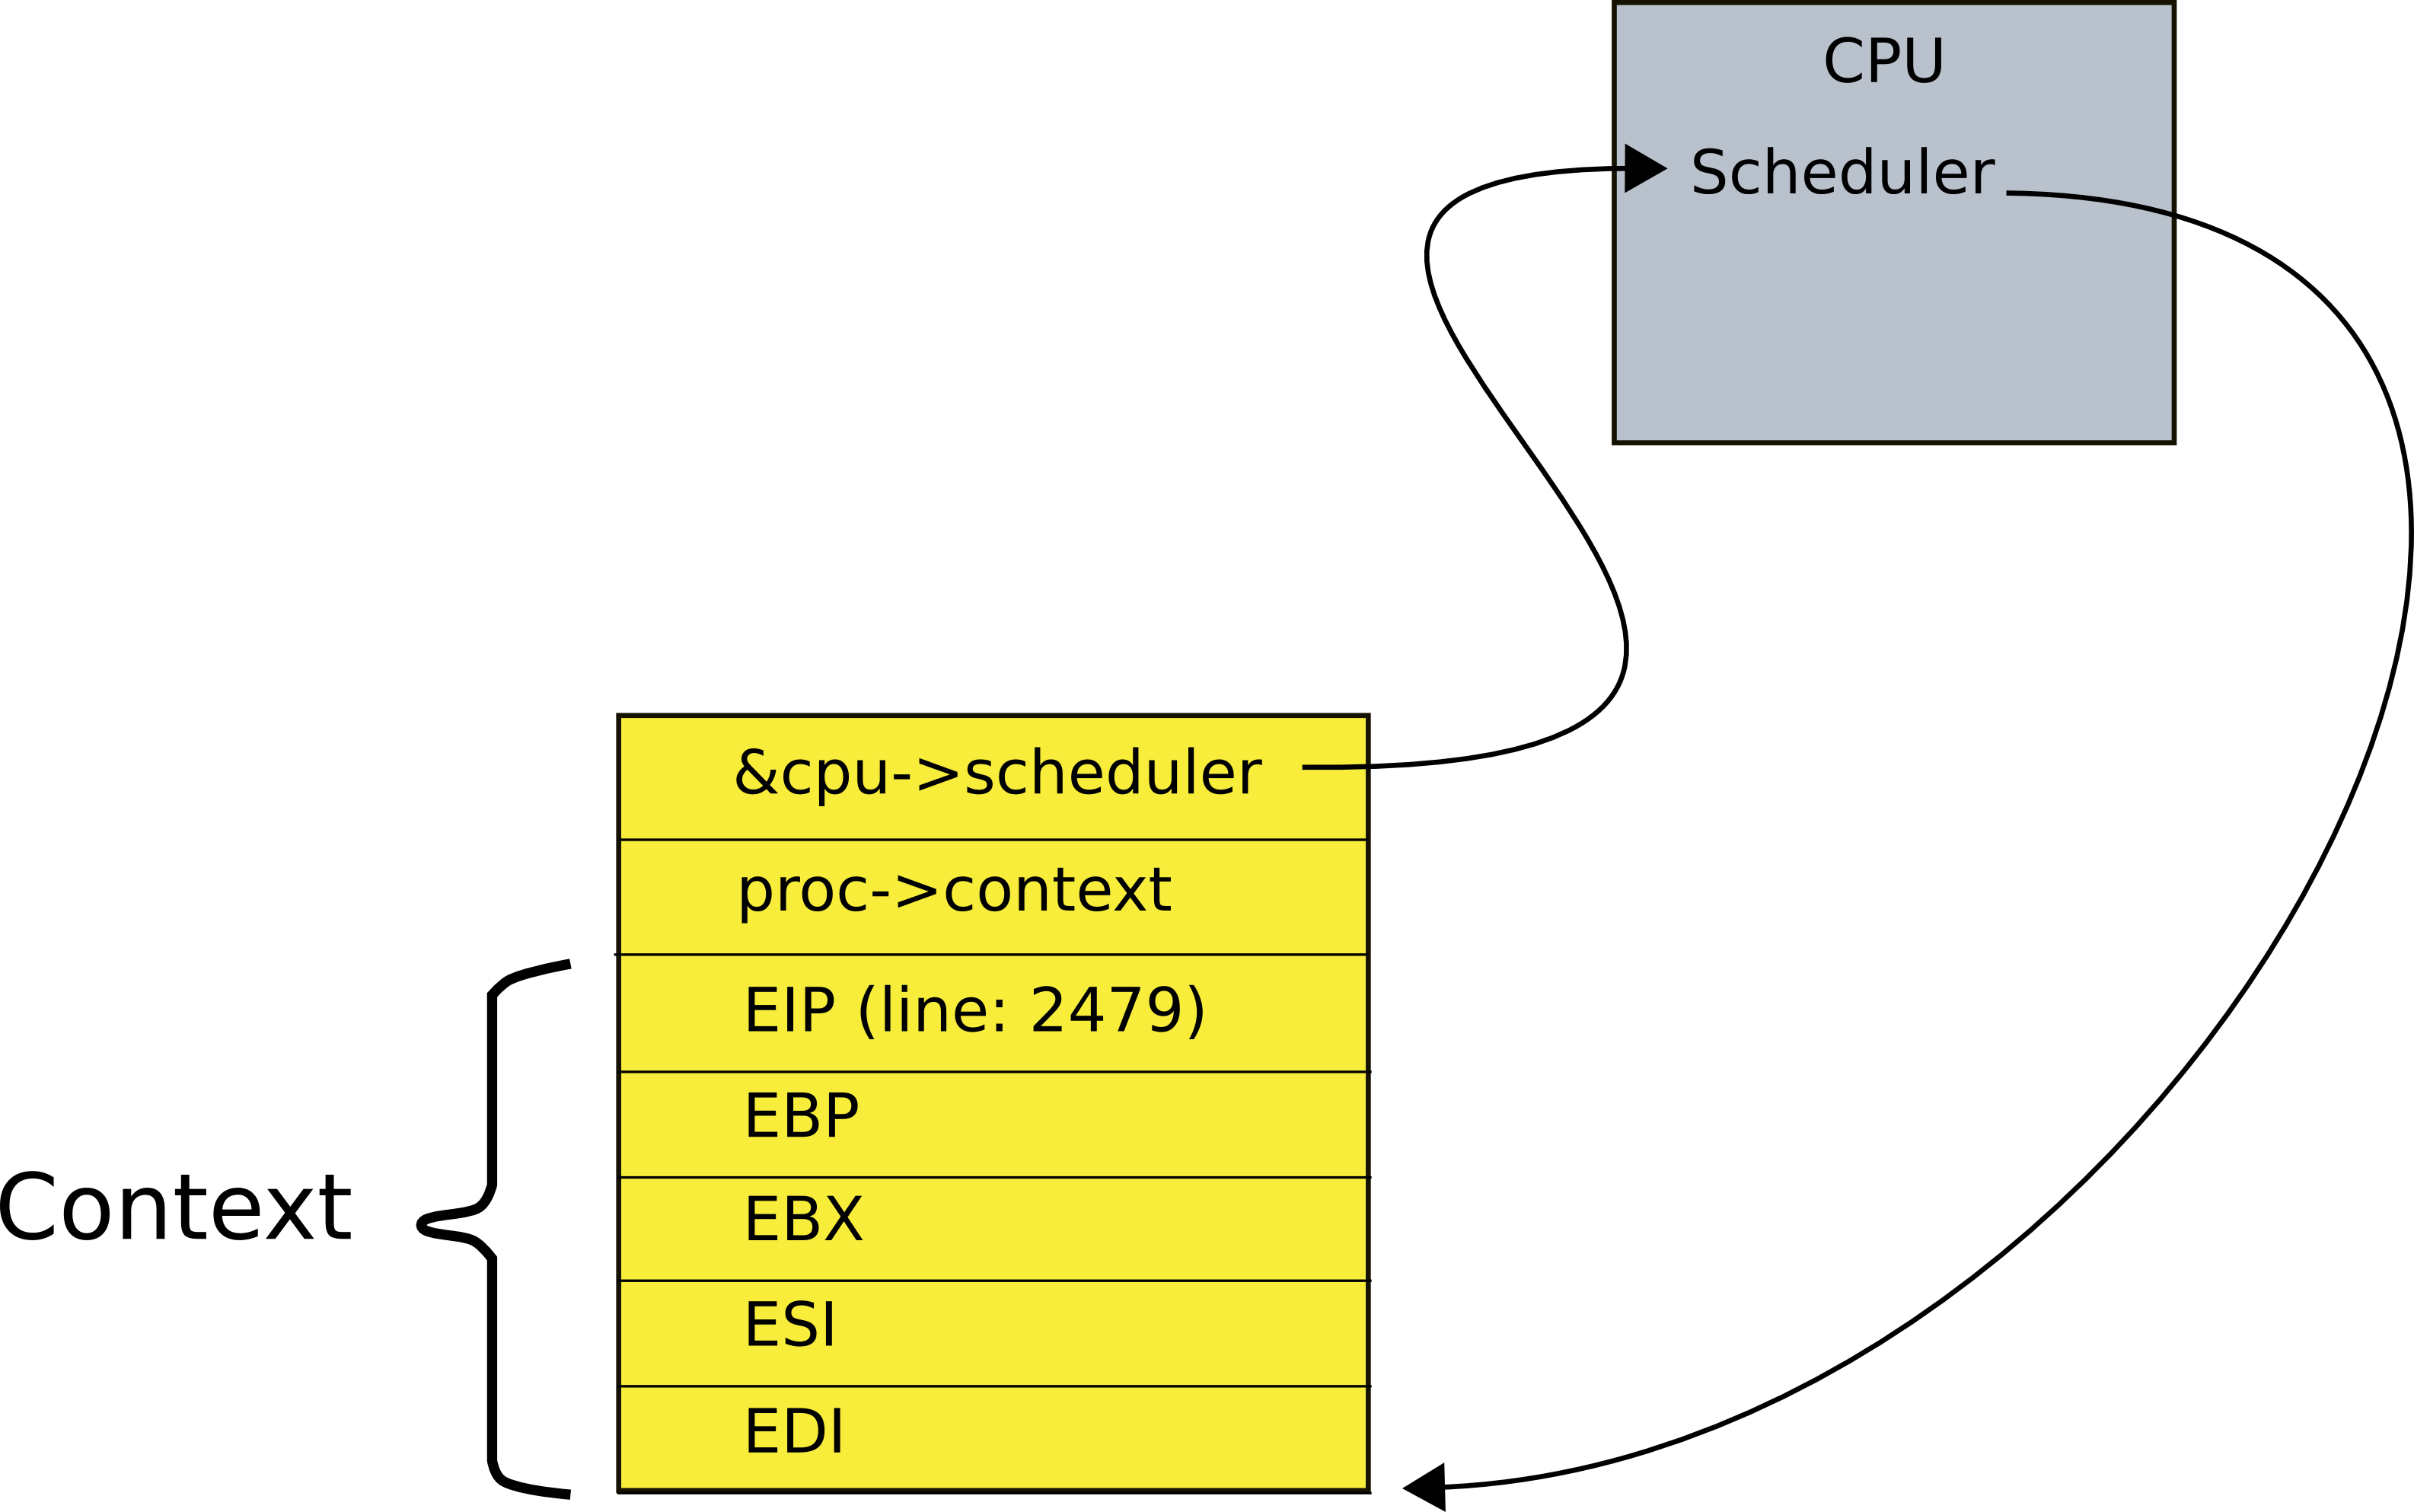 CPU
Scheduler
&cpu->scheduler
proc->context
EIP (line: 2479)
EBP
EBX
Context
ESI
EDI